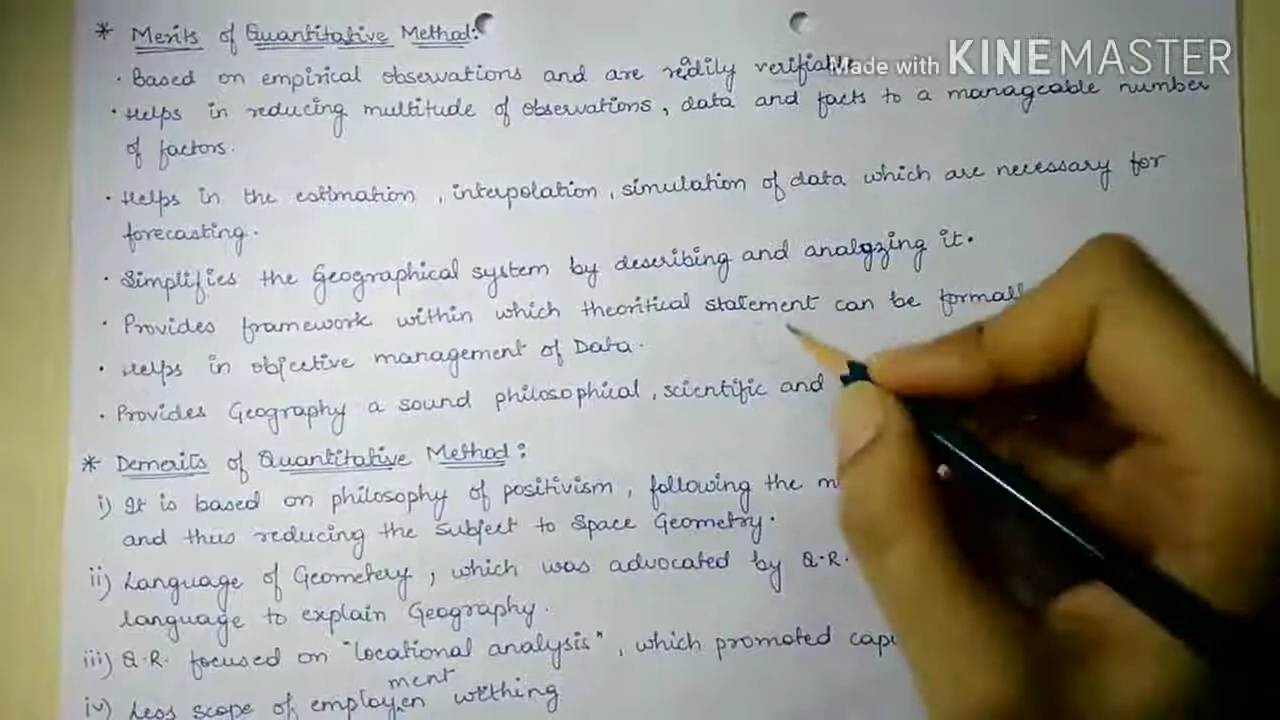 * Merits of Quantitative Method:
Made with KINEMASTER
· Based on empirical observations and are redily verifiable
· Helps in reducing multitude of observations, data and facts to a manageable number
of factors.
· Helps in the estimation, interpolation, simulation of data which are necessary for
forecasting.
· Simplifies the Geographical system by describing and analyzing it.
· Provides framework within which theoritical statement can be
· Helps in objective management of Data.
· Provides Geography a sound philosophical, scientific and
* Demerits of Quantitative Method:
i) It is based on philosophy of positivism, following the
and thus reducing the Subject to Space Geometry.
ii) Language of Geometery, which was advocated by Q.R.
language to explain Geography.
iii) Q.R. focused on "locational analysis", which promoted
ment
iv) Less scope of employ